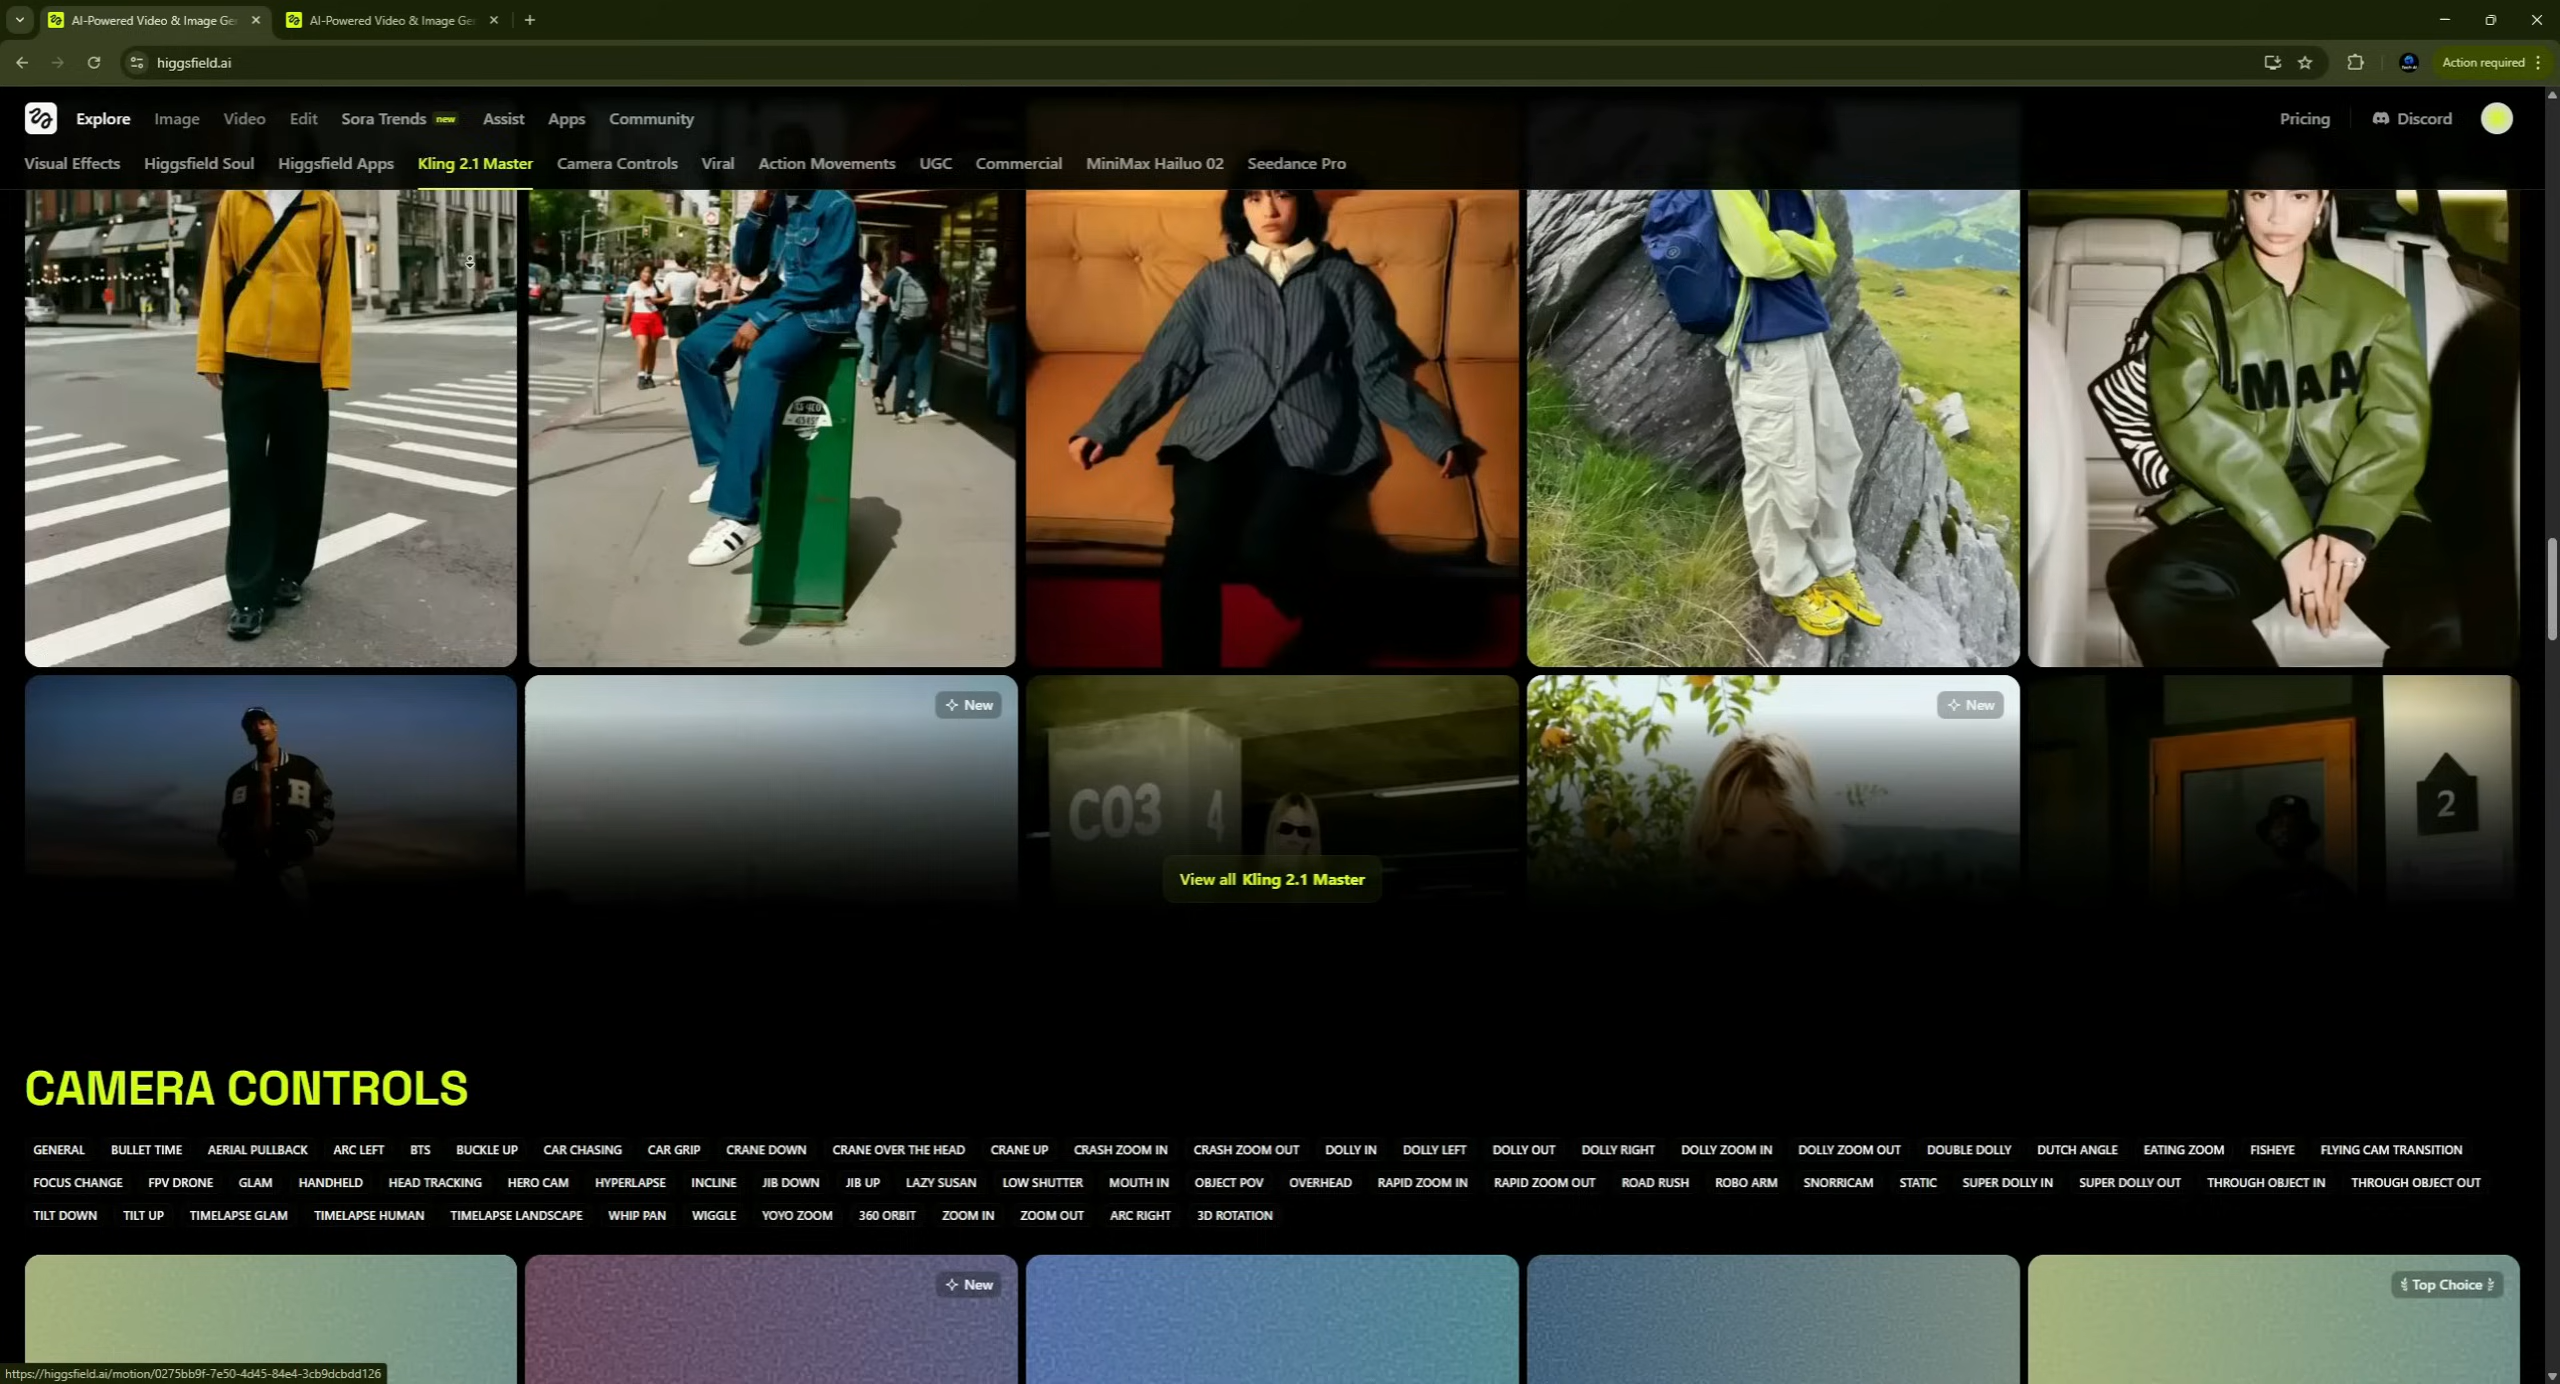 AI-Powered Video & Image Ge
AI-Powered Video & Image Ge
higgsfield.ai
Action required
Explore Image Video Edit Sora Trends new Assist Apps Community
Pricing Discord
Visual Effects Higgsfield Soul Higgsfield Apps Kling 2.1 Master Camera Controls Viral Action Movements UGC Commercial MiniMax Hailuo 02 Seedance Pro
MAA
New
New
B
C03 4
2
View all Kling 2.1 Master
CAMERA CONTROLS
GENERAL BULLET TIME AERIAL PULLBACK ARC LEFT BTS BUCKLE UP CAR CHASING CAR GRIP CRANE DOWN CRANE OVER THE HEAD CRANE UP CRASH ZOOM IN CRASH ZOOM OUT DOLLY IN DOLLY LEFT DOLLY OUT DOLLY RIGHT DOLLY ZOOM IN DOLLY ZOOM OUT DOUBLE DOLLY DUTCH ANGLE EATING ZOOM FISHEYE FLYING CAM TRANSITION
FOCUS CHANGE FPV DRONE GLAM HANDHELD HEAD TRACKING HERO CAM HYPERLAPSE INCLINE JIB DOWN JIB UP LAZY SUSAN LOW SHUTTER MOUTH IN OBJECT POV OVERHEAD RAPID ZOOM IN RAPID ZOOM OUT ROAD RUSH ROBO ARM SNORRICAM STATIC SUPER DOLLY IN SUPER DOLLY OUT THROUGH OBJECT IN THROUGH OBJECT OUT
TILT DOWN TILT UP TIMELAPSE GLAM TIMELAPSE HUMAN TIMELAPSE LANDSCAPE WHIP PAN WIGGLE YOYO ZOOM 360 ORBIT ZOOM IN ZOOM OUT ARC RIGHT 3D ROTATION
New
Top Choice
https://higgsfield.ai/motion/0275bb9f-7e50-4d45-84e4-3cb9dcbdd126